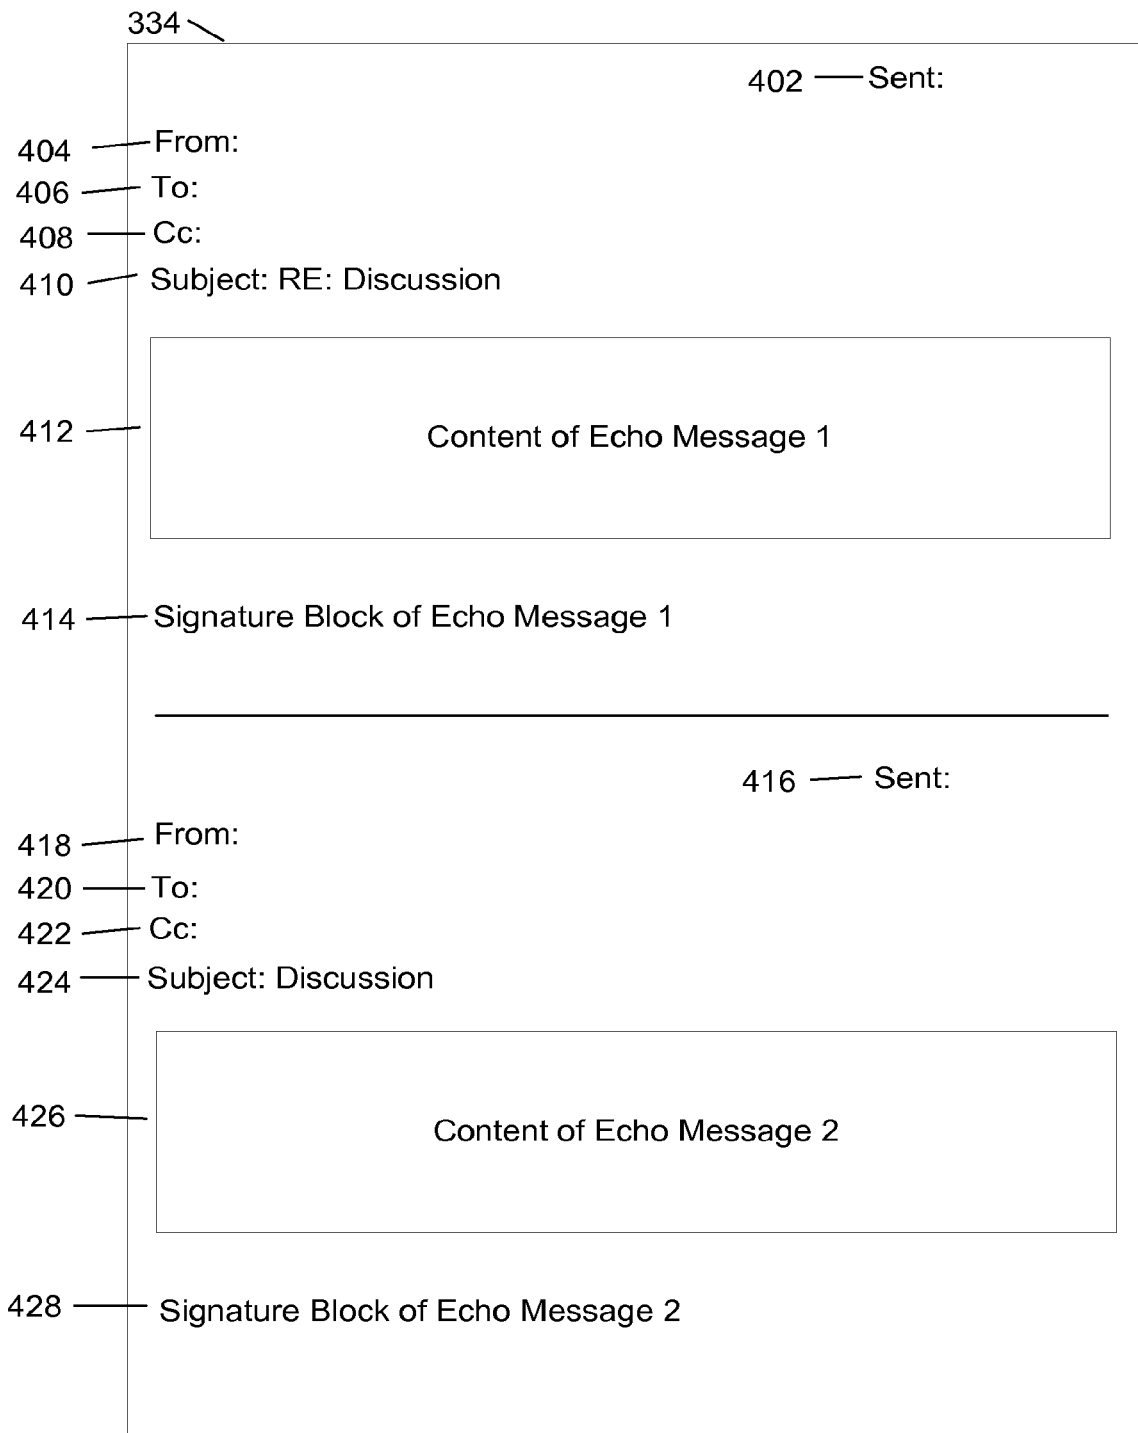 334
402 Sent:
404 From:
406 To:
408 Cc:
410 Subject: RE: Discussion
412 Content of Echo Message 1
414 Signature Block of Echo Message 1
416 Sent:
418 From:
420 To:
422 Cc:
424 Subject: Discussion
426 Content of Echo Message 2
428 Signature Block of Echo Message 2